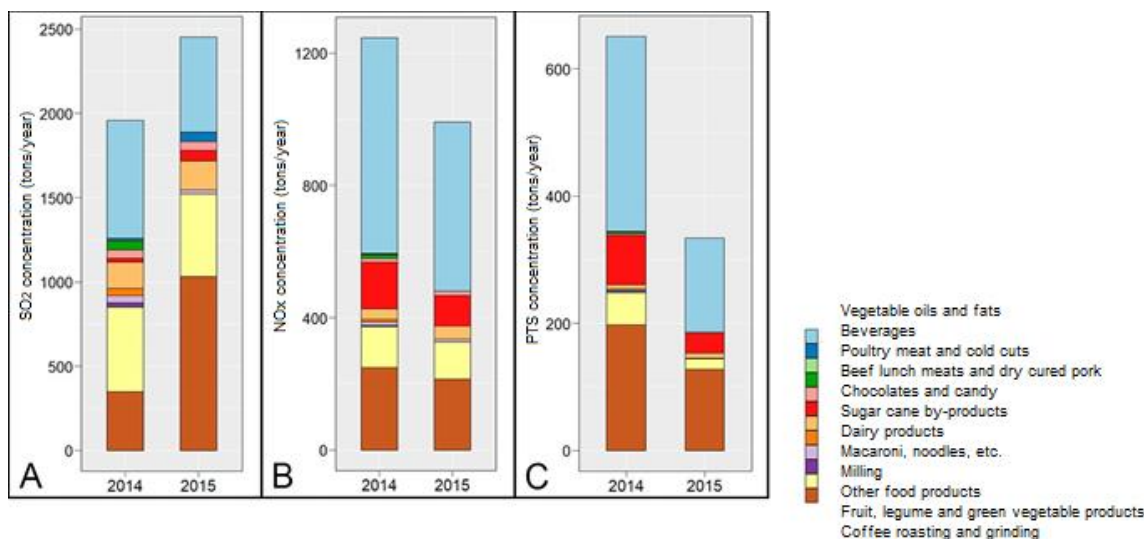 2500
2000
1500
1000
500
0
SO2 concentration (tons/year)
A
2014 2015
1200
800
400
0
NOx concentration (tons/year)
B
2014 2015
600
400
200
0
PTS concentration (tons/year)
C
2014 2015
Vegetable oils and fats
Beverages
Poultry meat and cold cuts
Beef lunch meats and dry cured pork
Chocolates and candy
Sugar cane by-products
Dairy products
Macaroni, noodles, etc.
Milling
Other food products
Fruit, legume and green vegetable products
Coffee roasting and grinding